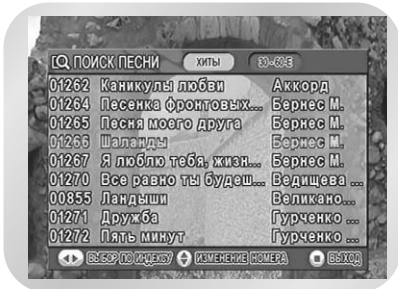 ПОИСК ПЕСНИ ХИТЫ 30-60-Е
01262 Каникулы любви Аккорд
01264 Песенка фронтовых... Бернес М.
01265 Песня моего друга Бернес М.
01266 Шаланды Бернес М.
01267 Я люблю тебя, жизн... Бернес М.
01270 Все равно ты будеш... Ведищева ...
00855 Ландыши Великано...
01271 Дружба Гурченко ...
01272 Пять минут Гурченко ...
ВЫБОР ПО ИНДЕКСУ ИЗМЕНЕНИЕ НОМЕРА ВЫХОД